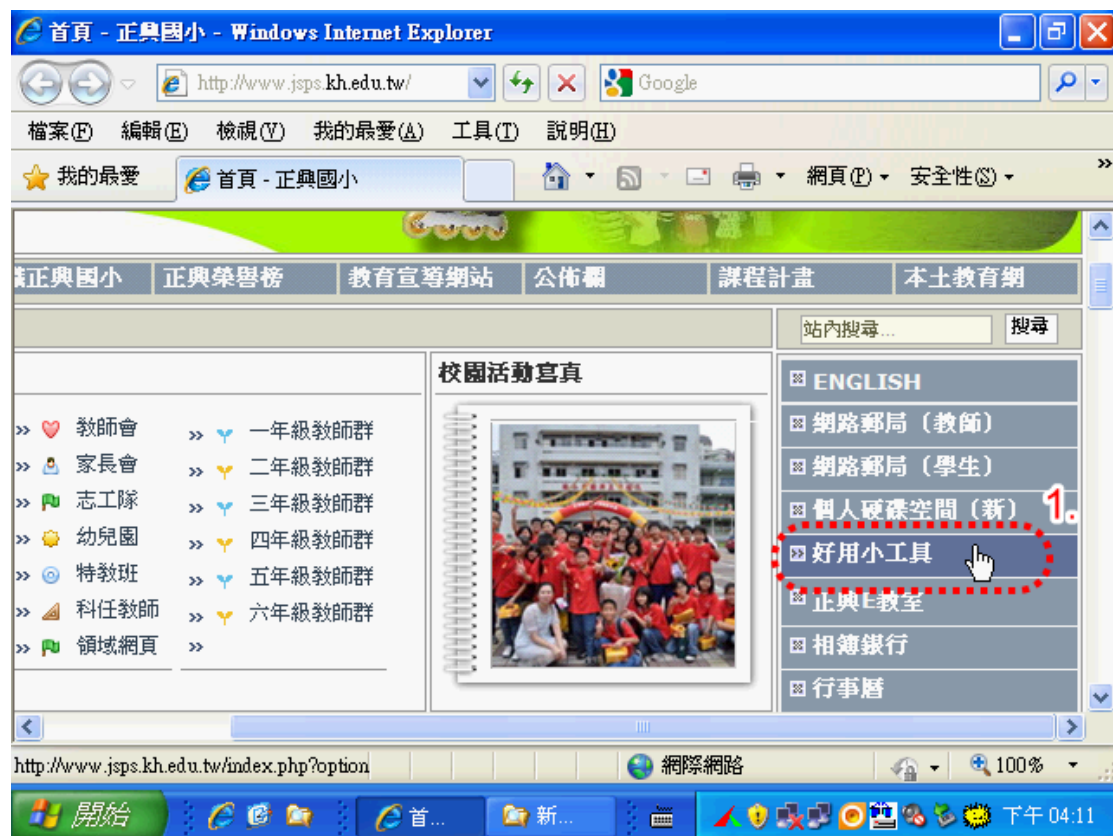 首頁 - 正興國小 - Windows Internet Explorer
http://www.jsps.kh.edu.tw/
Google
檔案(F) 編輯(E) 檢視(V) 我的最愛(A) 工具(T) 說明(H)
我的最愛 首頁 - 正興國小 網頁(P) 安全性(S) »
正興國小 正興榮譽榜 教育宣導網站 公佈欄 課程計畫 本土教育網
站內搜尋... 搜尋
校園活動寫真
» 教師會 » 一年級教師群
» 家長會 » 二年級教師群
» 志工隊 » 三年級教師群
» 幼兒園 » 四年級教師群
» 特教班 » 五年級教師群
» 科任教師 » 六年級教師群
» 領域網頁 »
ENGLISH
網路郵局（教師）
網路郵局（學生）
個人硬碟空間（新） 1.
好用小工具
正興E教室
相簿銀行
行事曆
http://www.jsps.kh.edu.tw/index.php?option 網際網路 100%
開始 首... 新... 下午 04:11